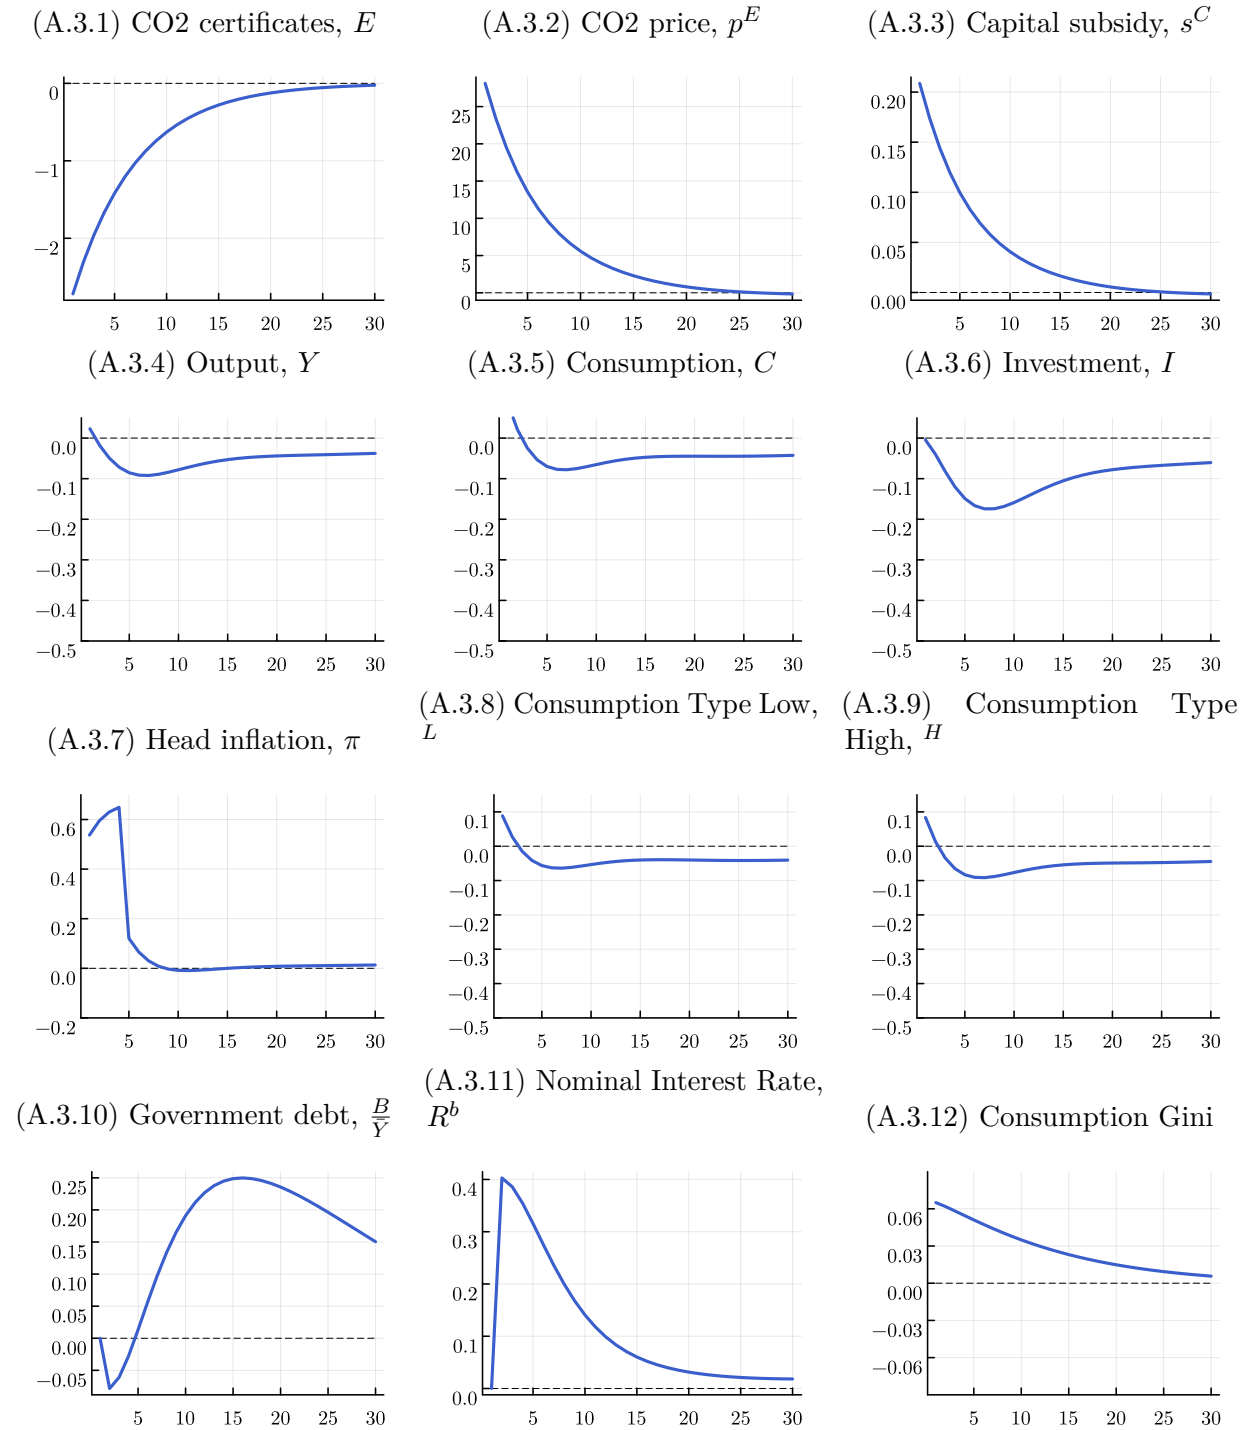 (A.3.1) CO2 certificates, E
(A.3.2) CO2 price, p^E
(A.3.3) Capital subsidy, s^C
0
−1
−2
5 10 15 20 25 30
25
20
15
10
5
0
5 10 15 20 25 30
0.20
0.15
0.10
0.05
0.00
5 10 15 20 25 30
(A.3.4) Output, Y
(A.3.5) Consumption, C
(A.3.6) Investment, I
0.0
−0.1
−0.2
−0.3
−0.4
−0.5
5 10 15 20 25 30
0.0
−0.1
−0.2
−0.3
−0.4
−0.5
5 10 15 20 25 30
0.0
−0.1
−0.2
−0.3
−0.4
−0.5
5 10 15 20 25 30
(A.3.7) Head inflation, π
(A.3.8) Consumption Type Low,
L
(A.3.9) Consumption Type
High, H
0.6
0.4
0.2
0.0
−0.2
5 10 15 20 25 30
0.1
0.0
−0.1
−0.2
−0.3
−0.4
−0.5
5 10 15 20 25 30
0.1
0.0
−0.1
−0.2
−0.3
−0.4
−0.5
5 10 15 20 25 30
(A.3.10) Government debt, B/Ȳ
(A.3.11) Nominal Interest Rate,
R^b
(A.3.12) Consumption Gini
0.25
0.20
0.15
0.10
0.05
0.00
−0.05
5 10 15 20 25 30
0.4
0.3
0.2
0.1
0.0
5 10 15 20 25 30
0.06
0.03
0.00
−0.03
−0.06
5 10 15 20 25 30